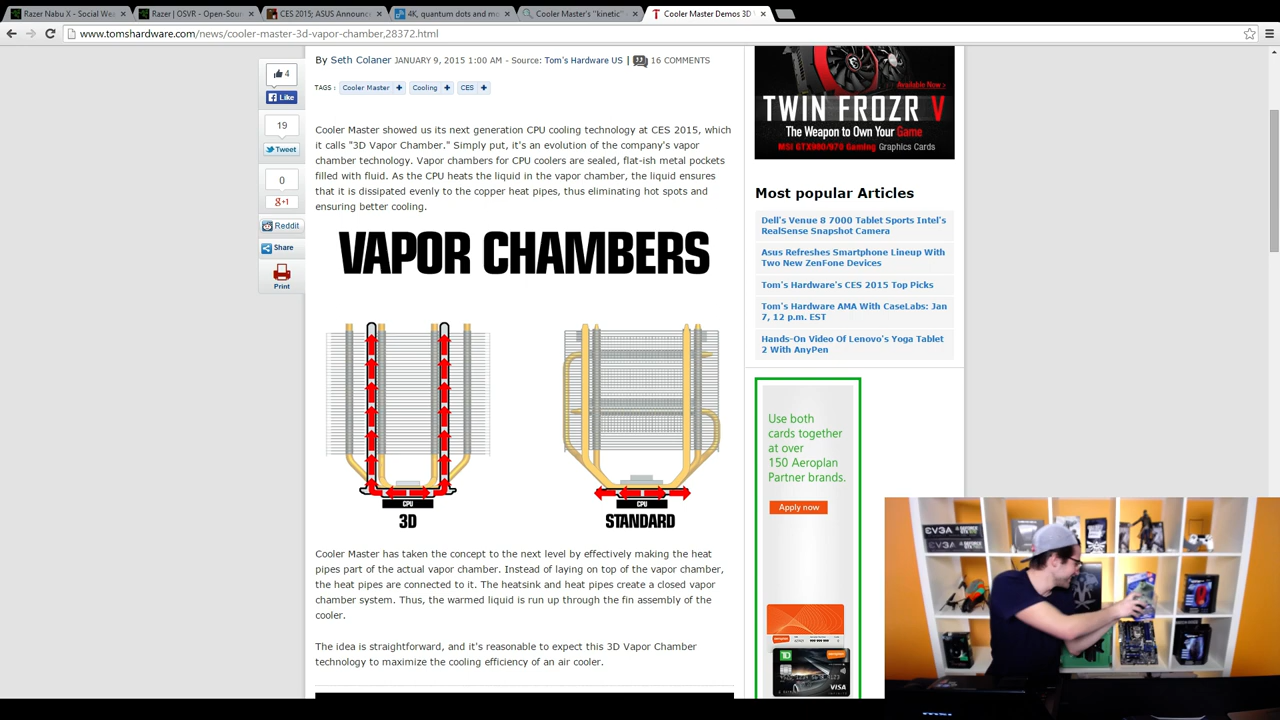 Razer Nabu X - Social Wea
Razer | OSVR - Open-Sou
CES 2015; ASUS Announce
4K, quantum dots and mo
Cooler Master's "kinetic"
Cooler Master Demos 3D
www.tomshardware.com/news/cooler-master-3d-vapor-chamber,28372.html
By Seth Colaner JANUARY 9, 2015 1:00 AM - Source: Tom's Hardware US | 16 COMMENTS
TAGS : Cooler Master + Cooling + CES +
4
Like
19
Tweet
0
g+1
Reddit
Share
Print
Cooler Master showed us its next generation CPU cooling technology at CES 2015, which
it calls "3D Vapor Chamber." Simply put, it's an evolution of the company's vapor
chamber technology. Vapor chambers for CPU coolers are sealed, flat-ish metal pockets
filled with fluid. As the CPU heats the liquid in the vapor chamber, the liquid ensures
that it is dissipated evenly to the copper heat pipes, thus eliminating hot spots and
ensuring better cooling.
VAPOR CHAMBERS
CPU
3D
CPU
STANDARD
Cooler Master has taken the concept to the next level by effectively making the heat
pipes part of the actual vapor chamber. Instead of laying on top of the vapor chamber,
the heat pipes are connected to it. The heatsink and heat pipes create a closed vapor
chamber system. Thus, the warmed liquid is run up through the fin assembly of the
cooler.
The idea is straightforward, and it's reasonable to expect this 3D Vapor Chamber
technology to maximize the cooling efficiency of an air cooler.
Available Now >
TWIN FROZR V
The Weapon to Own Your Game
MSI GTX980/970 Gaming Graphics Cards
Most popular Articles
Dell's Venue 8 7000 Tablet Sports Intel's
RealSense Snapshot Camera
Asus Refreshes Smartphone Lineup With
Two New ZenFone Devices
Tom's Hardware's CES 2015 Top Picks
Tom's Hardware AMA With CaseLabs: Jan
7, 12 p.m. EST
Hands-On Video Of Lenovo's Yoga Tablet
2 With AnyPen
Use both
cards together
at over
150 Aeroplan
Partner brands.
Apply now
TD
VISA
EVGA